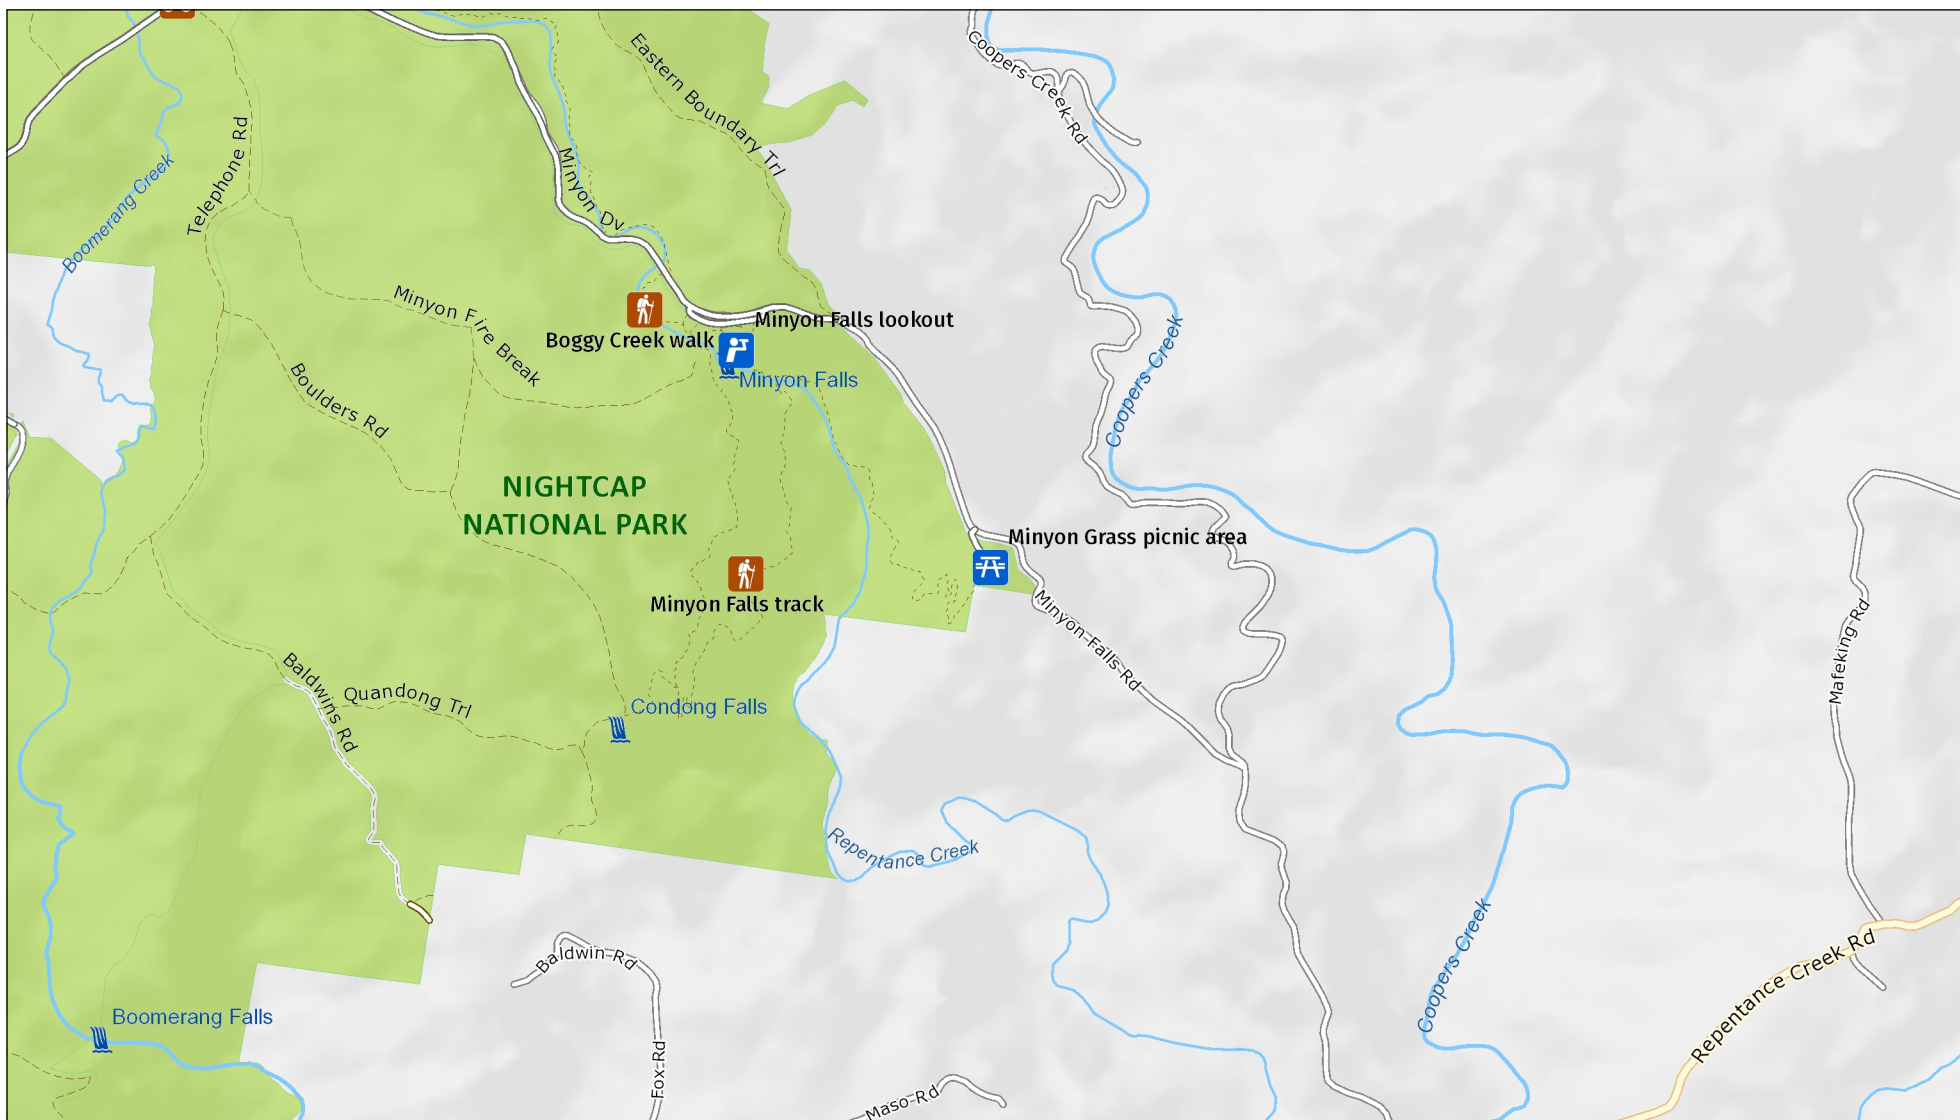 Coopers Creek Rd
Eastern Boundary Trl
Telephone Rd
Boomerang Creek
Minyon Dv
Minyon Fire Break
Boggy Creek walk
Minyon Falls lookout
Minyon Falls
Coopers Creek
Boulders Rd
NIGHTCAP
NATIONAL PARK
Minyon Grass picnic area
Minyon Falls track
Minyon Falls Rd
Mafeking Rd
Baldwins Rd
Quandong Trl
Condong Falls
Repentance Creek
Baldwin Rd
Coopers Creek
Repentance Creek Rd
Boomerang Falls
Fox Rd
Maso Rd